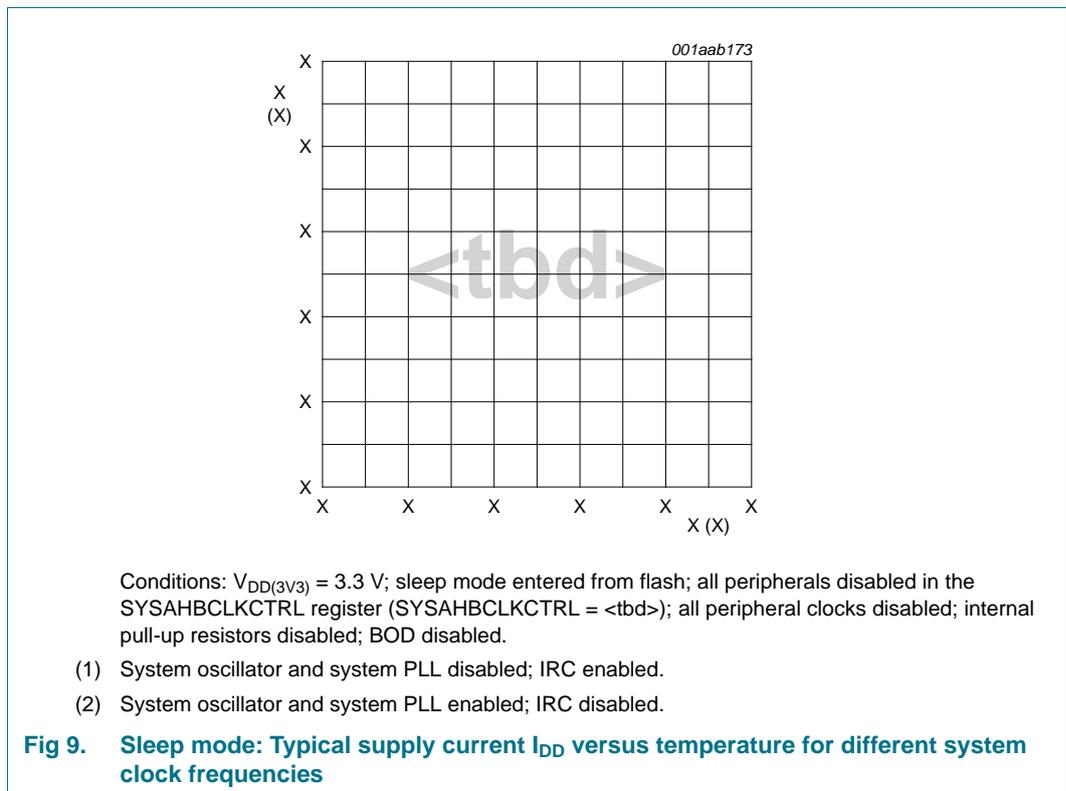 001aab173
X
X
(X)
X
X
<tbd>
X
X
X
X
X
X
X
X
X
X (X)
Conditions: VDD(3V3) = 3.3 V; sleep mode entered from flash; all peripherals disabled in the
SYSAHBCLKCTRL register (SYSAHBCLKCTRL = <tbd>); all peripheral clocks disabled; internal
pull-up resistors disabled; BOD disabled.
(1) System oscillator and system PLL disabled; IRC enabled.
(2) System oscillator and system PLL enabled; IRC disabled.
Fig 9. Sleep mode: Typical supply current IDD versus temperature for different system
clock frequencies